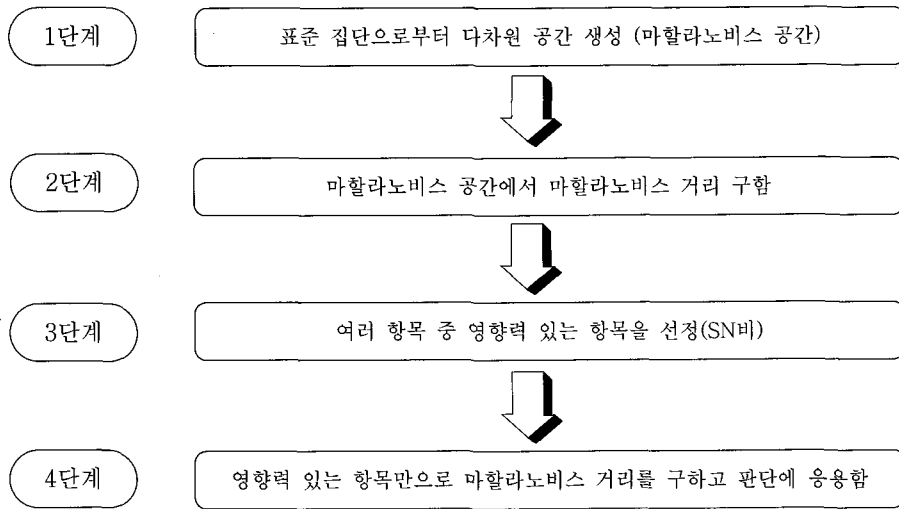 1단계
표준 집단으로부터 다차원 공간 생성 (마할라노비스 공간)
2단계
마할라노비스 공간에서 마할라노비스 거리 구함
3단계
여러 항목 중 영향력 있는 항목을 선정(SN비)
4단계
영향력 있는 항목만으로 마할라노비스 거리를 구하고 판단에 응용함